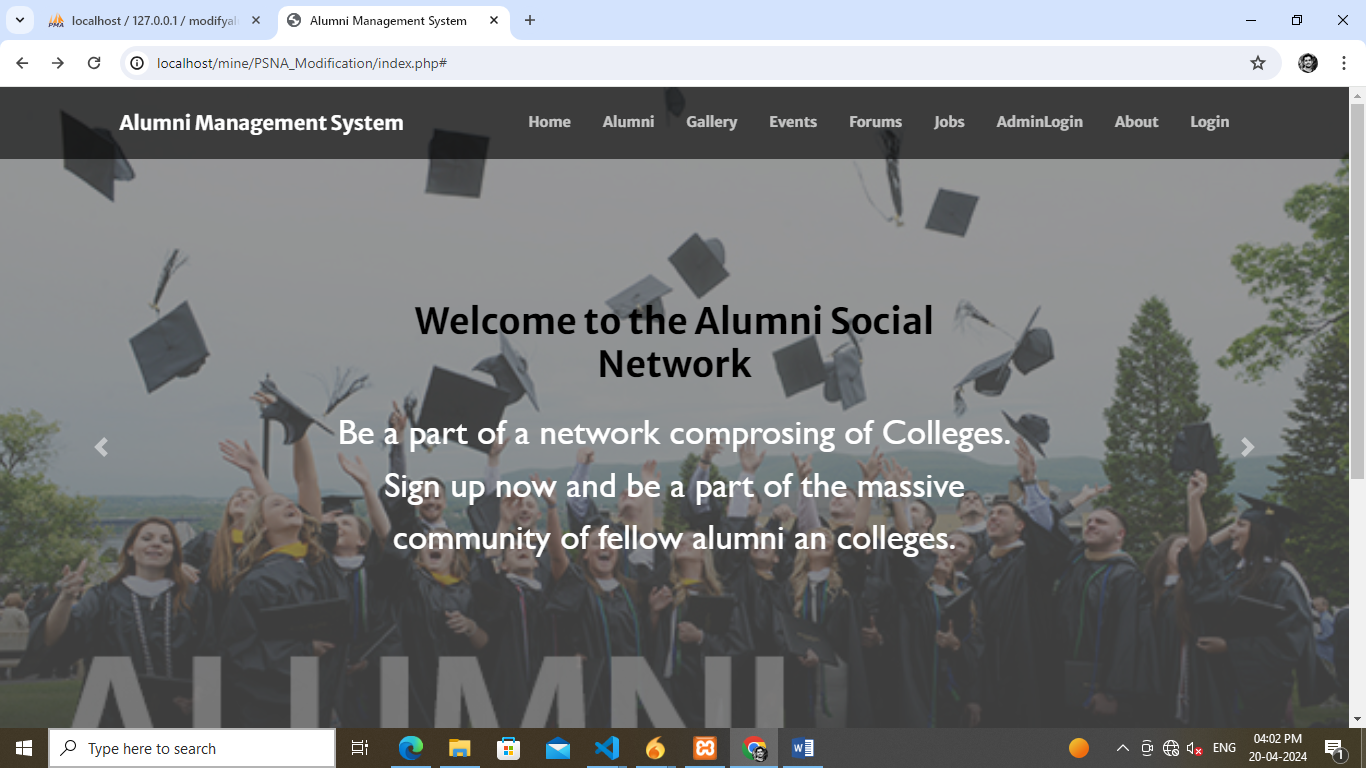 localhost / 127.0.0.1 / modifyal
Alumni Management System
localhost/mine/PSNA_Modification/index.php#
Alumni Management System Home Alumni Gallery Events Forums Jobs AdminLogin About Login
Welcome to the Alumni Social
Network
Be a part of a network comprosing of Colleges.
Sign up now and be a part of the massive
community of fellow alumni an colleges.
ALUMNI
Type here to search
ENG
04:02 PM
20-04-2024
1